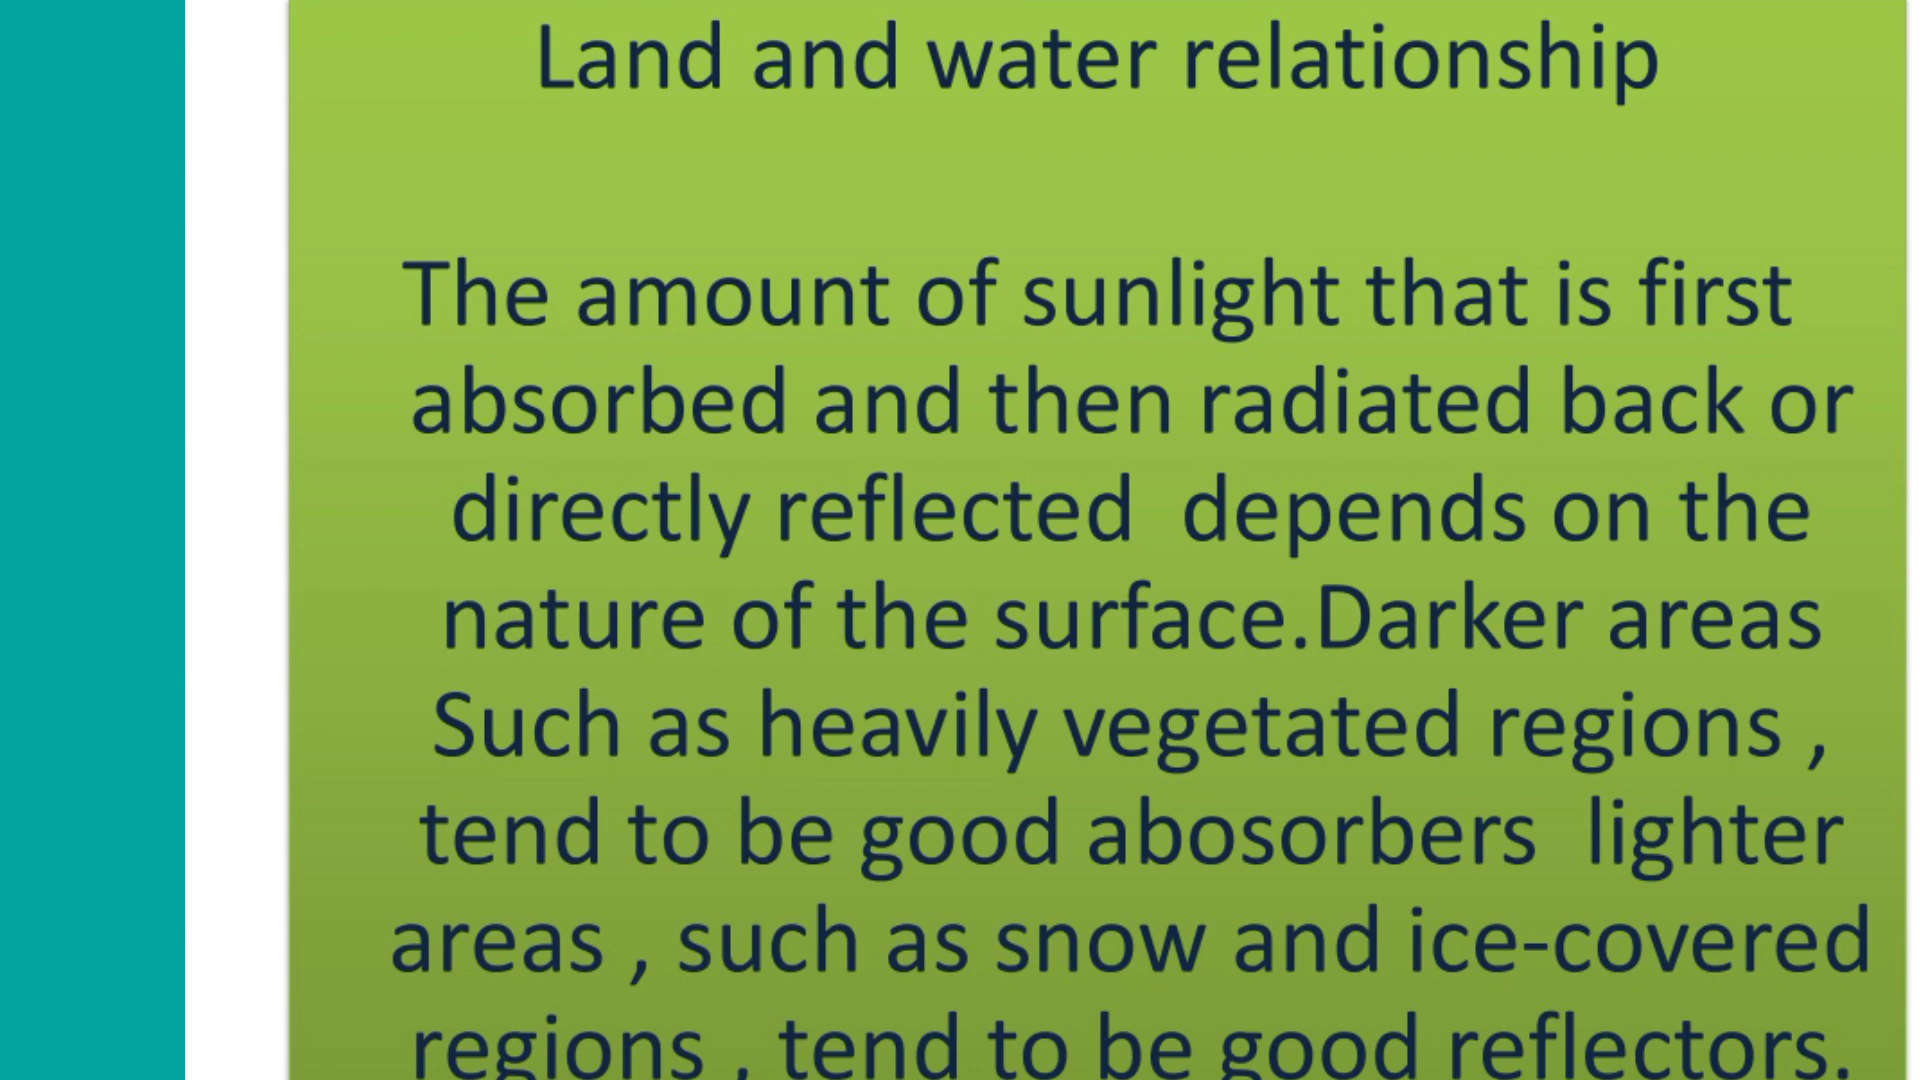 Land and water relationship
The amount of sunlight that is first
absorbed and then radiated back or
directly reflected  depends on the
nature of the surface.Darker areas
Such as heavily vegetated regions ,
tend to be good abosorbers  lighter
areas , such as snow and ice-covered
regions , tend to be good reflectors.